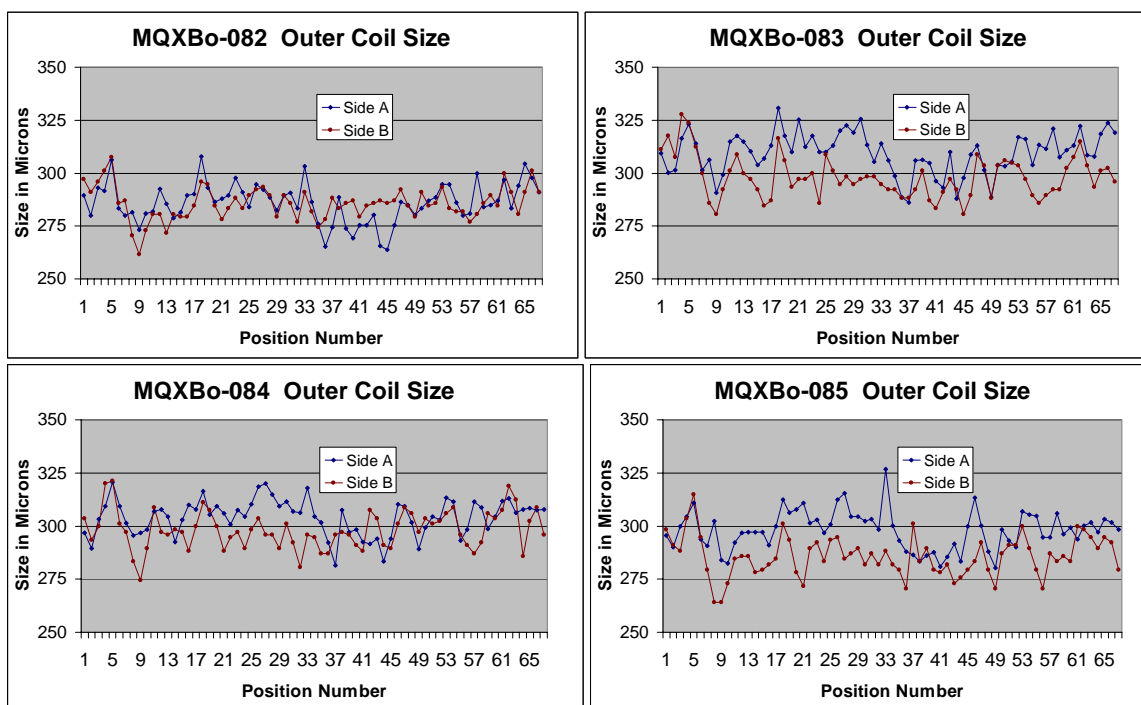 MQXBo-082 Outer Coil Size
350
325
300
275
250
Size in Microns
Side A
Side B
1 5 9 13 17 21 25 29 33 37 41 45 49 53 57 61 65
Position Number
MQXBo-083 Outer Coil Size
350
325
300
275
250
Size in Microns
Side A
Side B
1 5 9 13 17 21 25 29 33 37 41 45 49 53 57 61 65
Position Number
MQXBo-084 Outer Coil Size
350
325
300
275
250
Size in Microns
Side A
Side B
1 5 9 13 17 21 25 29 33 37 41 45 49 53 57 61 65
Position Number
MQXBo-085 Outer Coil Size
350
325
300
275
250
Size in Microns
Side A
Side B
1 5 9 13 17 21 25 29 33 37 41 45 49 53 57 61 65
Position Number